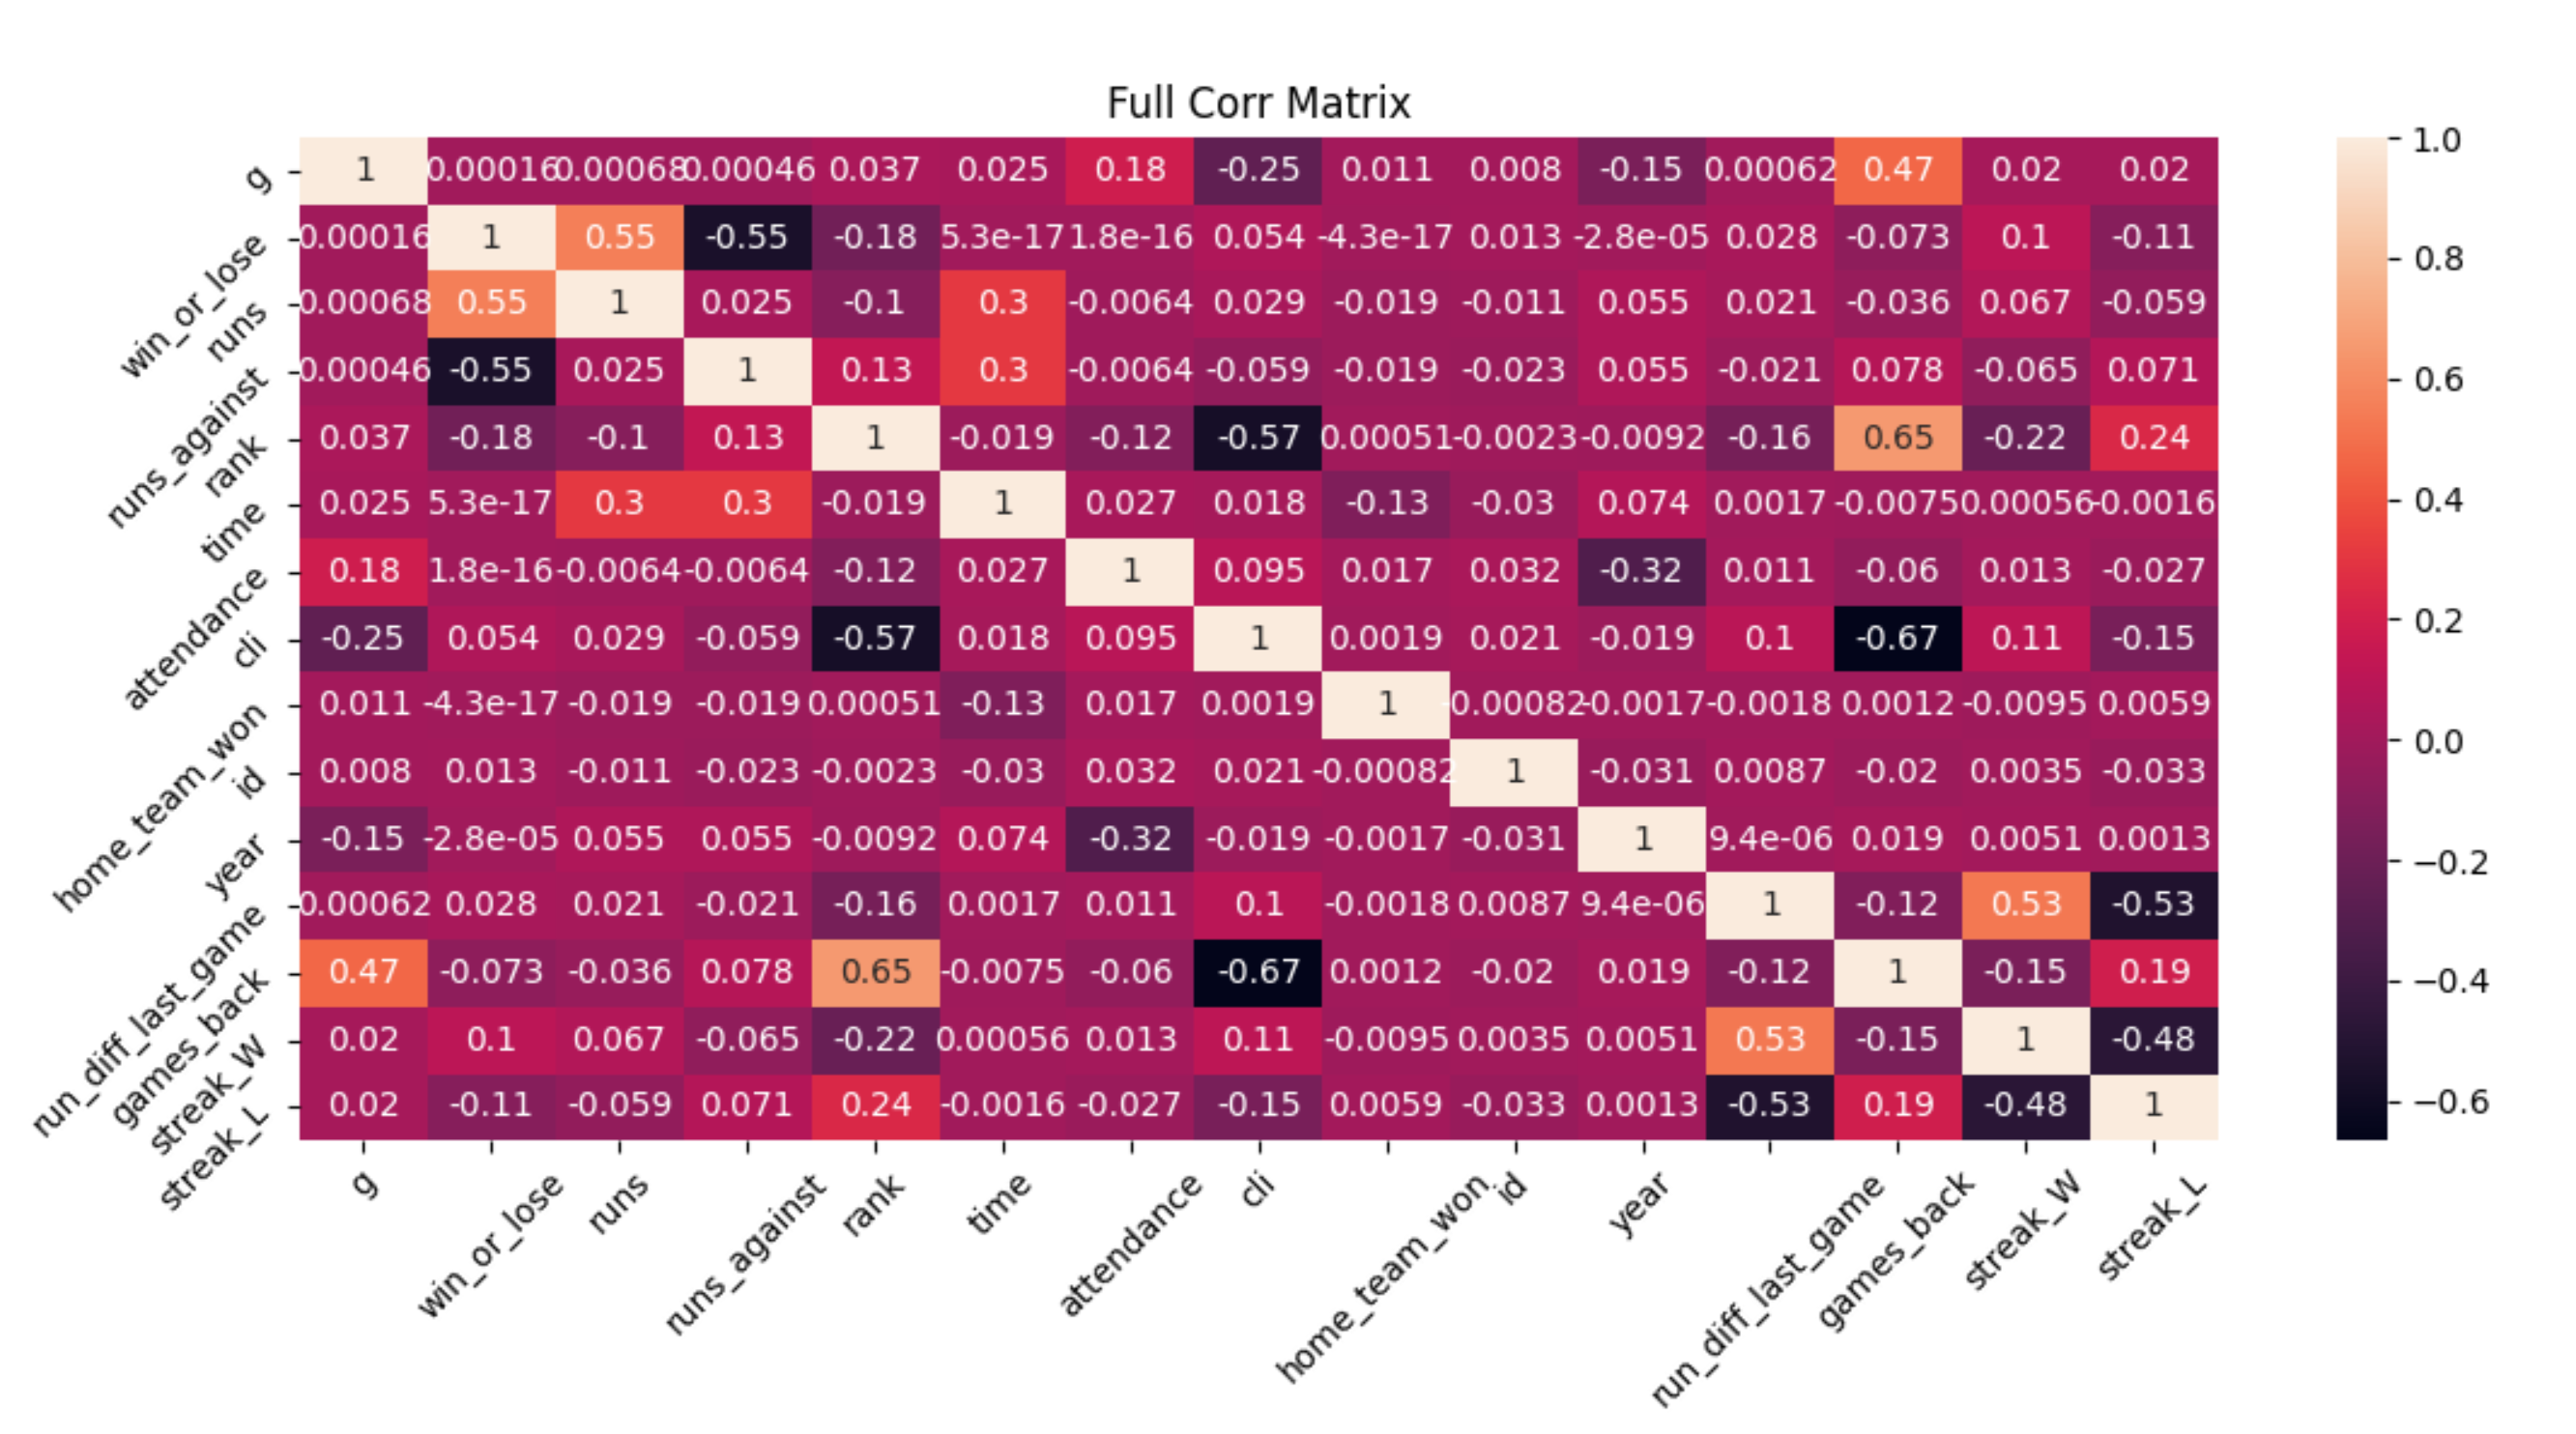 Full Corr Matrix
g 1 0.00016 0.00068 0.00046 0.037 0.025 0.18 -0.25 0.011 0.008 -0.15 0.00062 0.47 0.02 0.02
win_or_lose 0.00016 1 0.55 -0.55 -0.18 5.3e-17 1.8e-16 0.054 -4.3e-17 0.013 -2.8e-05 0.028 -0.073 0.1 -0.11
runs 0.00068 0.55 1 0.025 -0.1 0.3 -0.0064 0.029 -0.019 -0.011 0.055 0.021 -0.036 0.067 -0.059
runs_against 0.00046 -0.55 0.025 1 0.13 0.3 -0.0064 -0.059 -0.019 -0.023 0.055 -0.021 0.078 -0.065 0.071
rank 0.037 -0.18 -0.1 0.13 1 -0.019 -0.12 -0.57 0.00051 -0.0023 -0.0092 -0.16 0.65 -0.22 0.24
time 0.025 5.3e-17 0.3 0.3 -0.019 1 0.027 0.018 -0.13 -0.03 0.074 0.0017 -0.0075 0.00056 -0.0016
attendance 0.18 1.8e-16 -0.0064 -0.0064 -0.12 0.027 1 0.095 0.017 0.032 -0.32 0.011 -0.06 0.013 -0.027
cli -0.25 0.054 0.029 -0.059 -0.57 0.018 0.095 1 0.0019 0.021 -0.019 0.1 -0.67 0.11 -0.15
home_team_won 0.011 -4.3e-17 -0.019 -0.019 0.00051 -0.13 0.017 0.0019 1 -0.00082 -0.0017 -0.0018 0.0012 -0.0095 0.0059
id 0.008 0.013 -0.011 -0.023 -0.0023 -0.03 0.032 0.021 -0.00082 1 -0.031 0.0087 -0.02 0.0035 -0.033
year -0.15 -2.8e-05 0.055 0.055 -0.0092 0.074 -0.32 -0.019 -0.0017 -0.031 1 9.4e-06 0.019 0.0051 0.0013
run_diff_last_game 0.00062 0.028 0.021 -0.021 -0.16 0.0017 0.011 0.1 -0.0018 0.0087 9.4e-06 1 -0.12 0.53 -0.53
games_back 0.47 -0.073 -0.036 0.078 0.65 -0.0075 -0.06 -0.67 0.0012 -0.02 0.019 -0.12 1 -0.15 0.19
streak_W 0.02 0.1 0.067 -0.065 -0.22 0.00056 0.013 0.11 -0.0095 0.0035 0.0051 0.53 -0.15 1 -0.48
streak_L 0.02 -0.11 -0.059 0.071 0.24 -0.0016 -0.027 -0.15 0.0059 -0.033 0.0013 -0.53 0.19 -0.48 1
g win_or_lose runs runs_against rank time attendance cli home_team_won id year run_diff_last_game games_back streak_W streak_L
1.0
0.8
0.6
0.4
0.2
0.0
−0.2
−0.4
−0.6